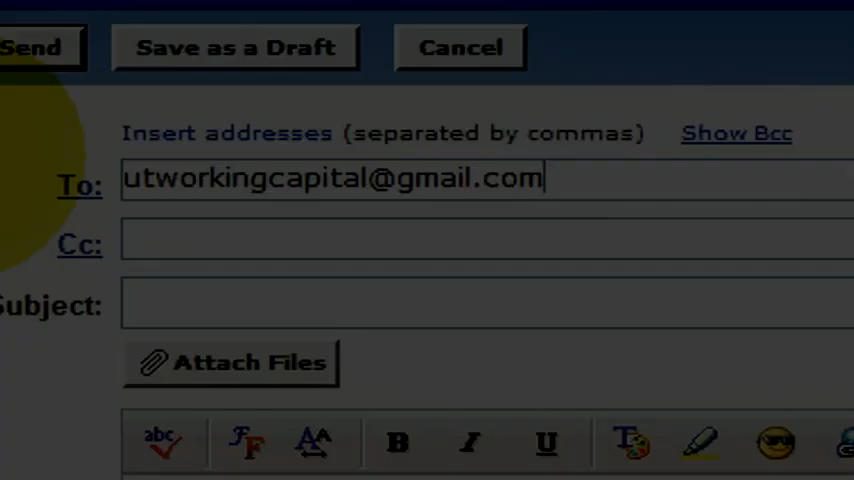 Send Save as a Draft Cancel
Insert addresses (separated by commas) Show Bcc
To: utworkingcapital@gmail.com
Cc:
Subject:
Attach Files
abc F F A A B I U T